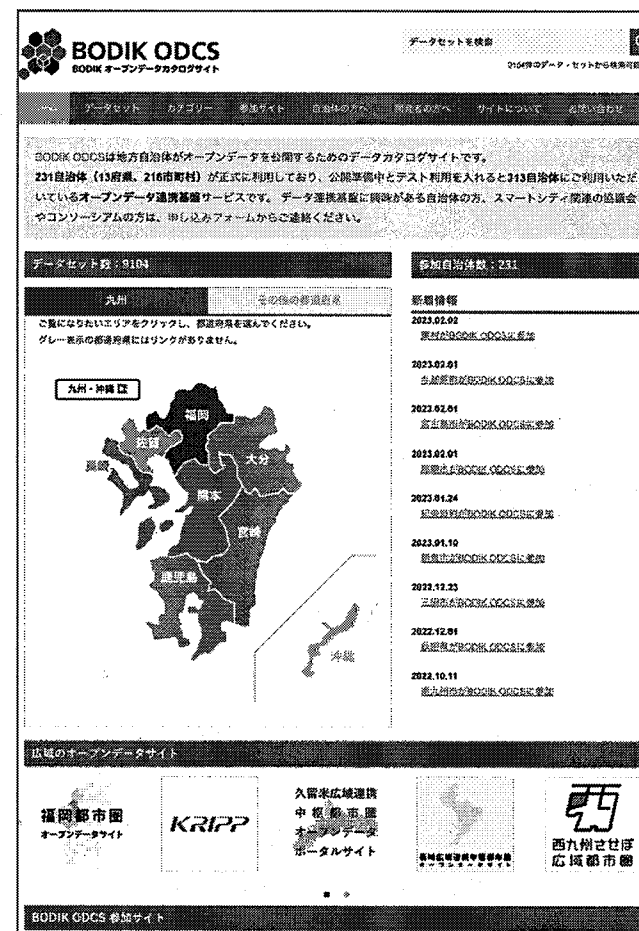 BODIK ODCS
BODIK オープンデータカタログサイト
データセットを検索
データセット カテゴリー 参加サイト 自治体の方へ 開発者の方へ サイトについて お問い合わせ
BODIK ODCSは地方自治体がオープンデータを公開するためのデータカタログサイトです。
231自治体（13府県、216市町村）が正式に利用しており、公開準備中とテスト利用を入れると313自治体にご利用いただ
いているオープンデータ連携基盤サービスです。 データ連携基盤に興味がある自治体の方、スマートシティ関連の協議会
やコンソーシアムの方は、申し込みフォームからご連絡ください。
データセット数：9104
参加自治体数：231
九州
その他の都道府県
ご覧になりたいエリアをクリックし、都道府県を選んでください。
グレー表示の都道府県にはリンクがありません。
九州・沖縄
福岡
佐賀
長崎
大分
熊本
宮崎
鹿児島
沖縄
新着情報
2023.02.02
2023.02.01
2023.02.01
2023.02.01
2023.01.24
2023.01.10
2022.12.23
2022.12.01
2022.10.11
広域のオープンデータサイト
福岡都市圏
オープンデータサイト
KRIPP
久留米広域連携
中枢都市圏
オープンデータ
ポータルサイト
長崎広域連携中枢都市圏
オープンデータサイト
西九州させぼ
広域都市圏
BODIK ODCS 参加サイト